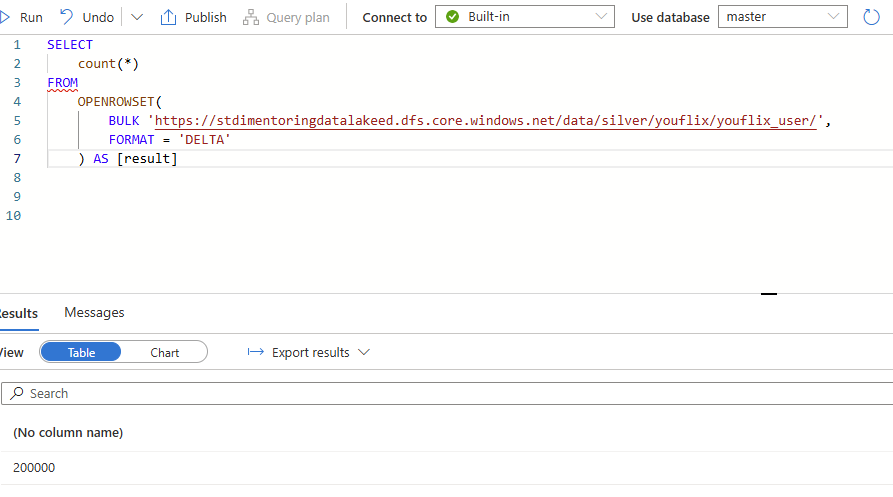 Run Undo Publish Query plan Connect to Built-in Use database master
1 SELECT
2 count(*)
3 FROM
4 OPENROWSET(
5 BULK 'https://stdimentoringdatalakeed.dfs.core.windows.net/data/silver/youflix/youflix_user/',
6 FORMAT = 'DELTA'
7 ) AS [result]
8
9
10
Results Messages
View Table Chart Export results
Search
(No column name)
200000